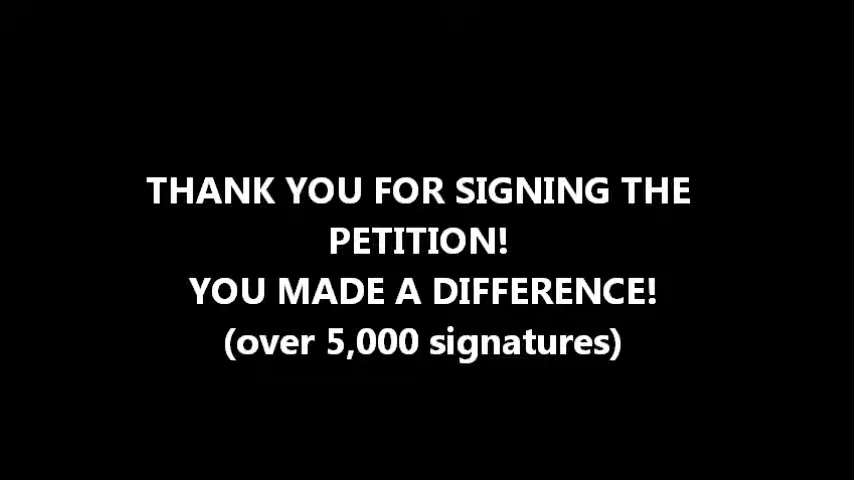 THANK YOU FOR SIGNING THE
PETITION!
YOU MADE A DIFFERENCE!
(over 5,000 signatures)